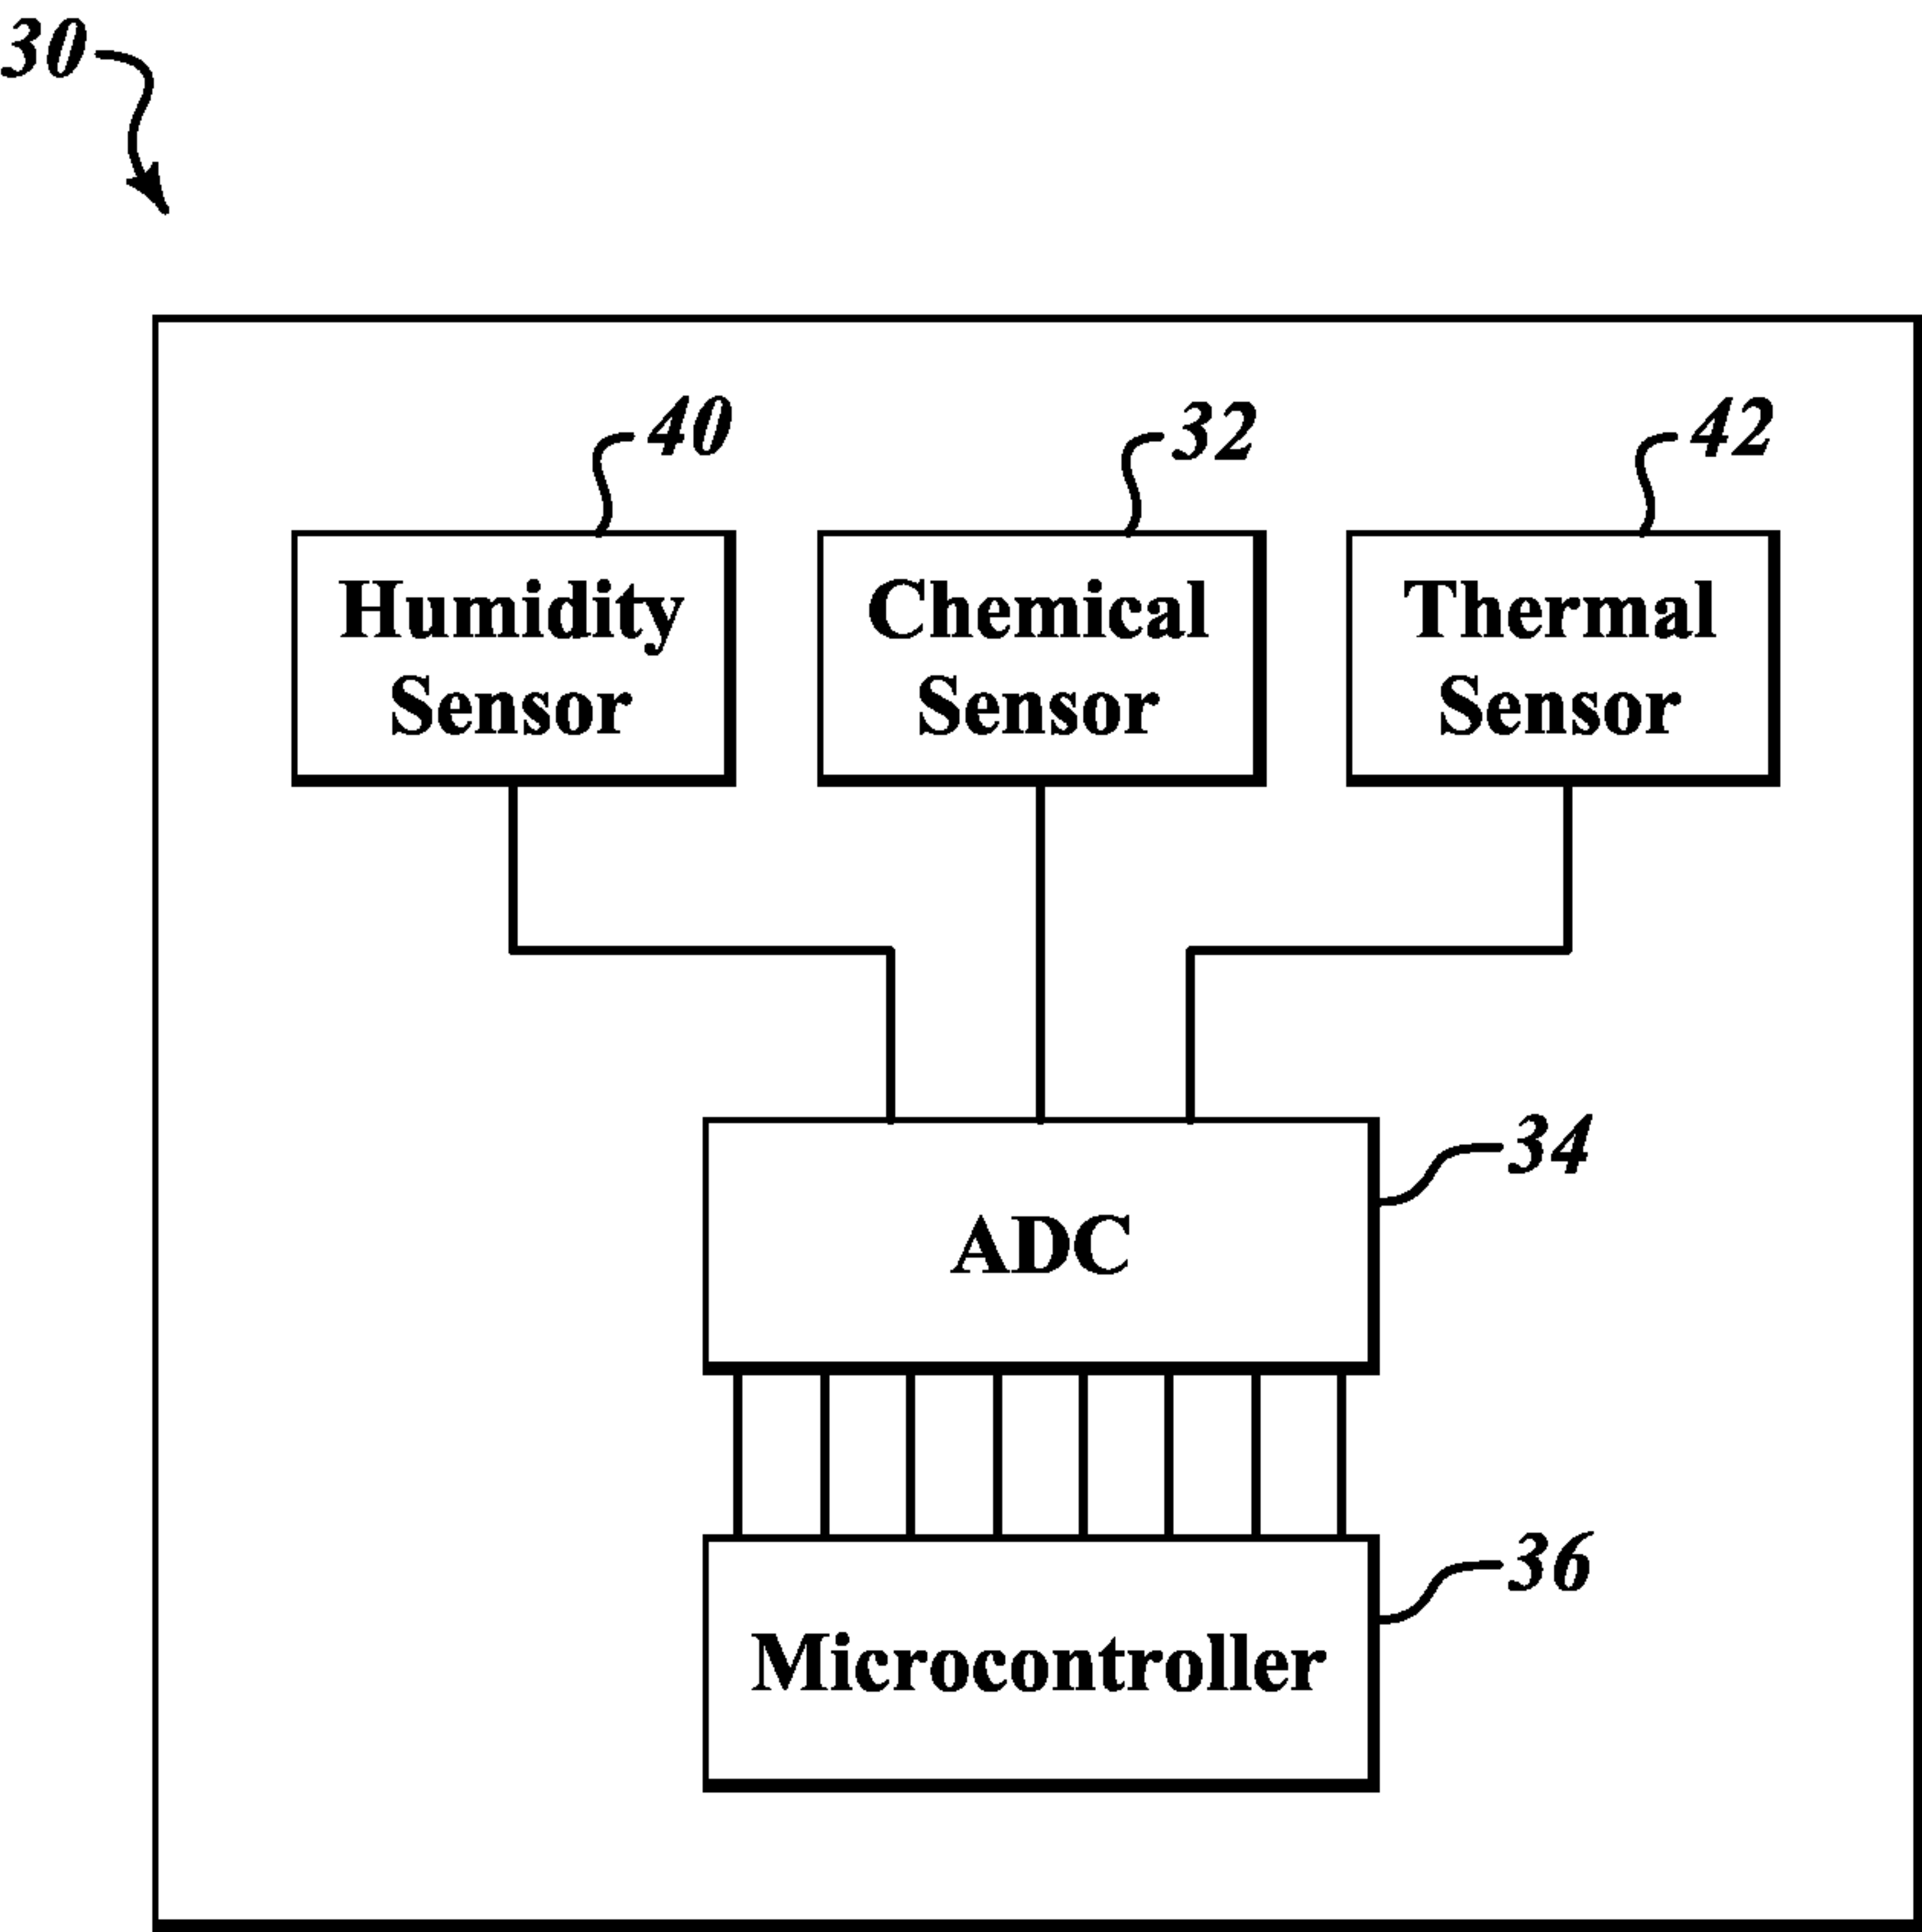 30
40
32
42
Humidity
Sensor
Chemical
Sensor
Thermal
Sensor
34
ADC
36
Microcontroller